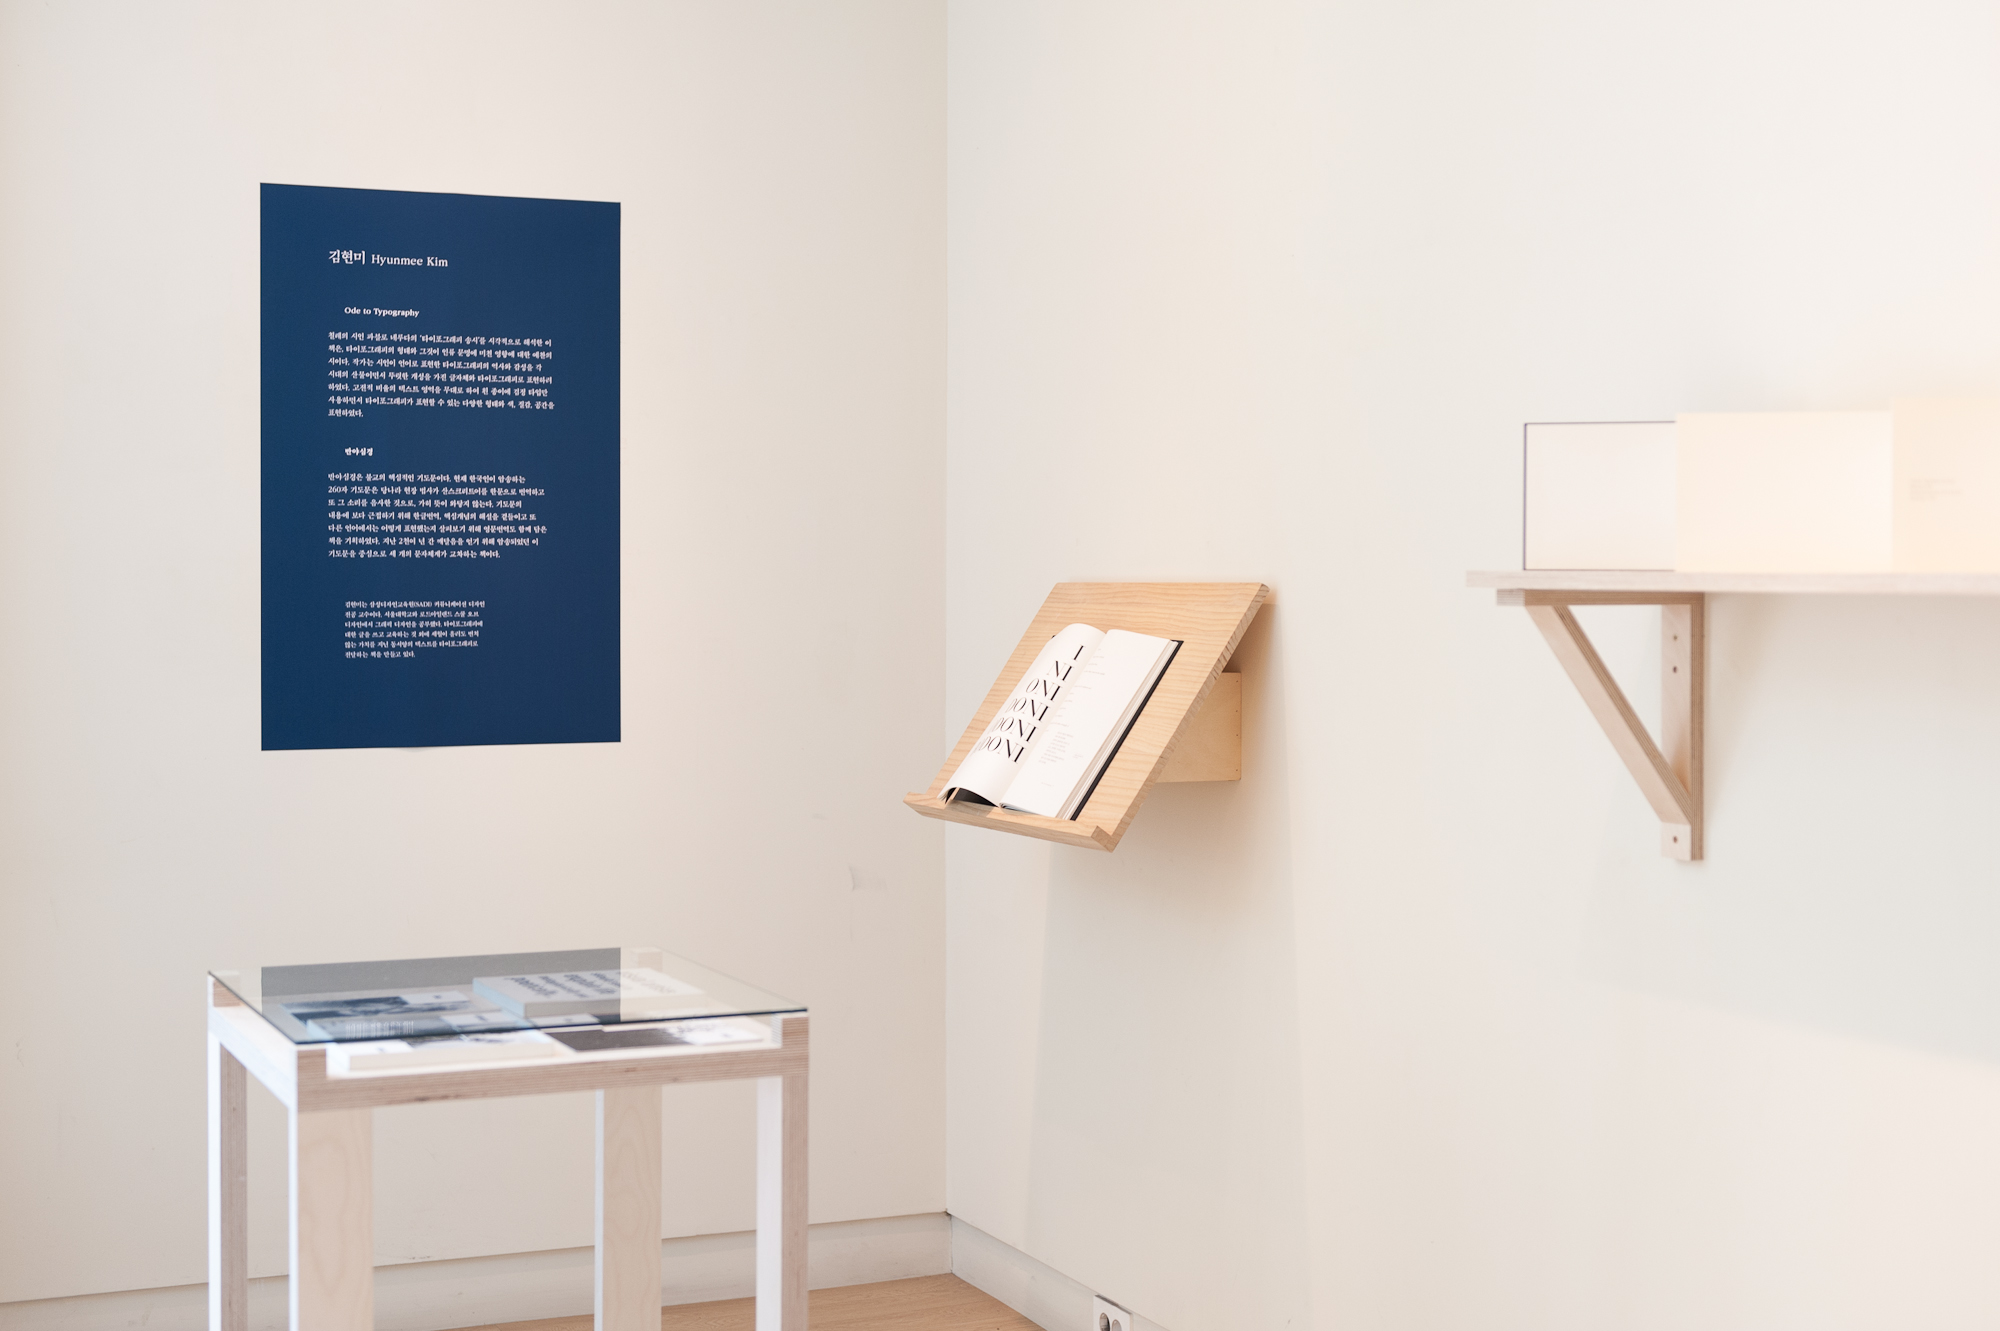 김현미 Hyunmee Kim
Ode to Typography
칠레의 시인 파블로 네루다의 '타이포그래피 송시'를 시각적으로 해석한 이
책은, 타이포그래피의 형태와 그것이 인류 문명에 미친 영향에 대한 예찬의
시이다. 작가는 시인이 언어로 표현한 타이포그래피의 역사와 감성을 각
시대의 산물이면서 뚜렷한 개성을 가진 글자체와 타이포그래피로 표현하려
하였다. 고전적 비율의 텍스트 영역을 무대로 하여 흰 종이에 검정 타입만
사용하면서 타이포그래피가 표현할 수 있는 다양한 형태와 색, 질감, 공간을
표현하였다.
반야심경
반야심경은 불교의 핵심적인 기도문이다. 현재 한국인이 암송하는
260자 기도문은 당나라 현장 법사가 산스크리트어를 한문으로 번역하고
또 그 소리를 음사한 것으로, 가히 뜻이 와닿지 않는다. 기도문의
내용에 보다 근접하기 위해 한글번역, 핵심개념의 해설을 곁들이고 또
다른 언어에서는 어떻게 표현했는지 살펴보기 위해 영문번역도 함께 담은
책을 기획하였다. 지난 2천여 년 간 깨달음을 얻기 위해 암송되었던 이
기도문을 중심으로 세 개의 문자체계가 교차하는 책이다.
김현미는 삼성디자인교육원(SADI) 커뮤니케이션 디자인
전공 교수이다. 서울대학교와 로드아일랜드 스쿨 오브
디자인에서 그래픽 디자인을 공부했다. 타이포그래피에
대한 글을 쓰고 교육하는 것 외에 세월이 흘러도 변치
않는 가치를 지닌 동서양의 텍스트를 타이포그래피로
전달하는 책을 만들고 있다.
I
NI
ONI
DONI
DONI
DONI